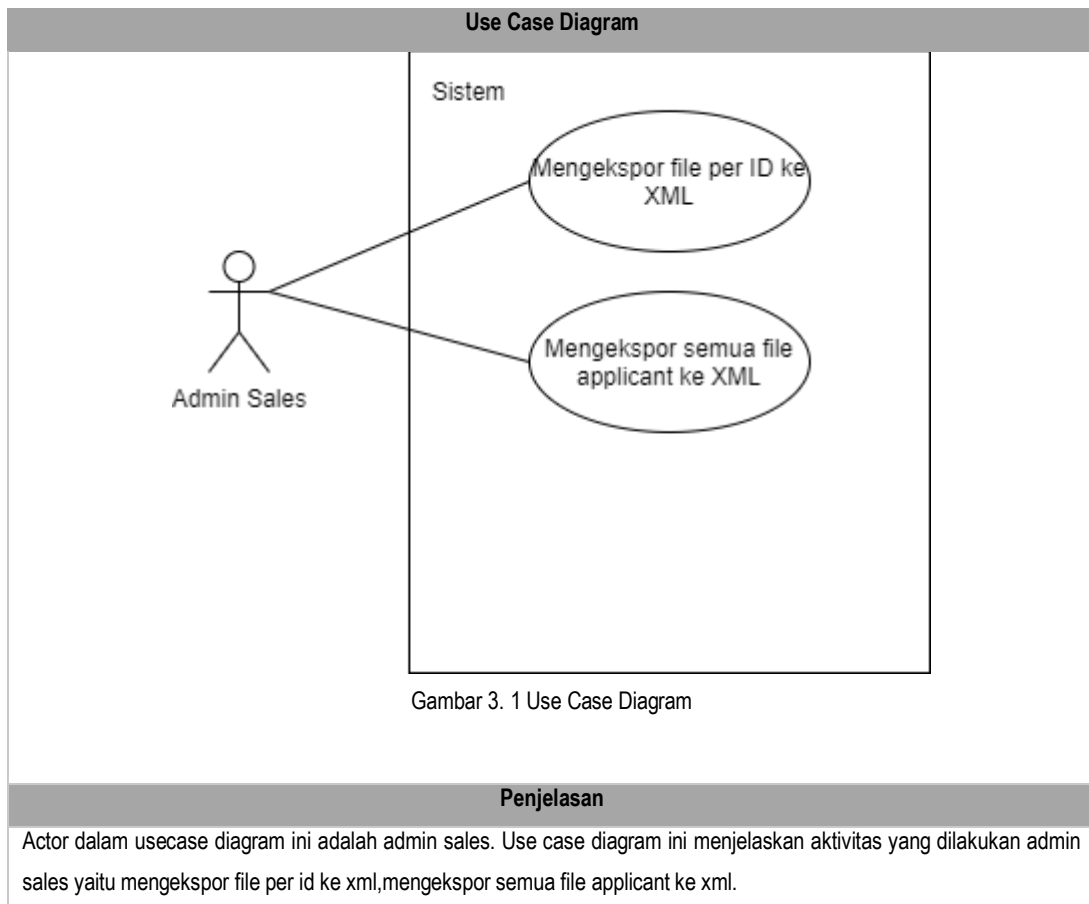 Use Case Diagram
Sistem
Mengekspor file per ID ke
XML
Mengekspor semua file
applicant ke XML
Admin Sales
Gambar 3. 1 Use Case Diagram
Penjelasan
Actor dalam usecase diagram ini adalah admin sales. Use case diagram ini menjelaskan aktivitas yang dilakukan admin
sales yaitu mengekspor file per id ke xml,mengekspor semua file applicant ke xml.